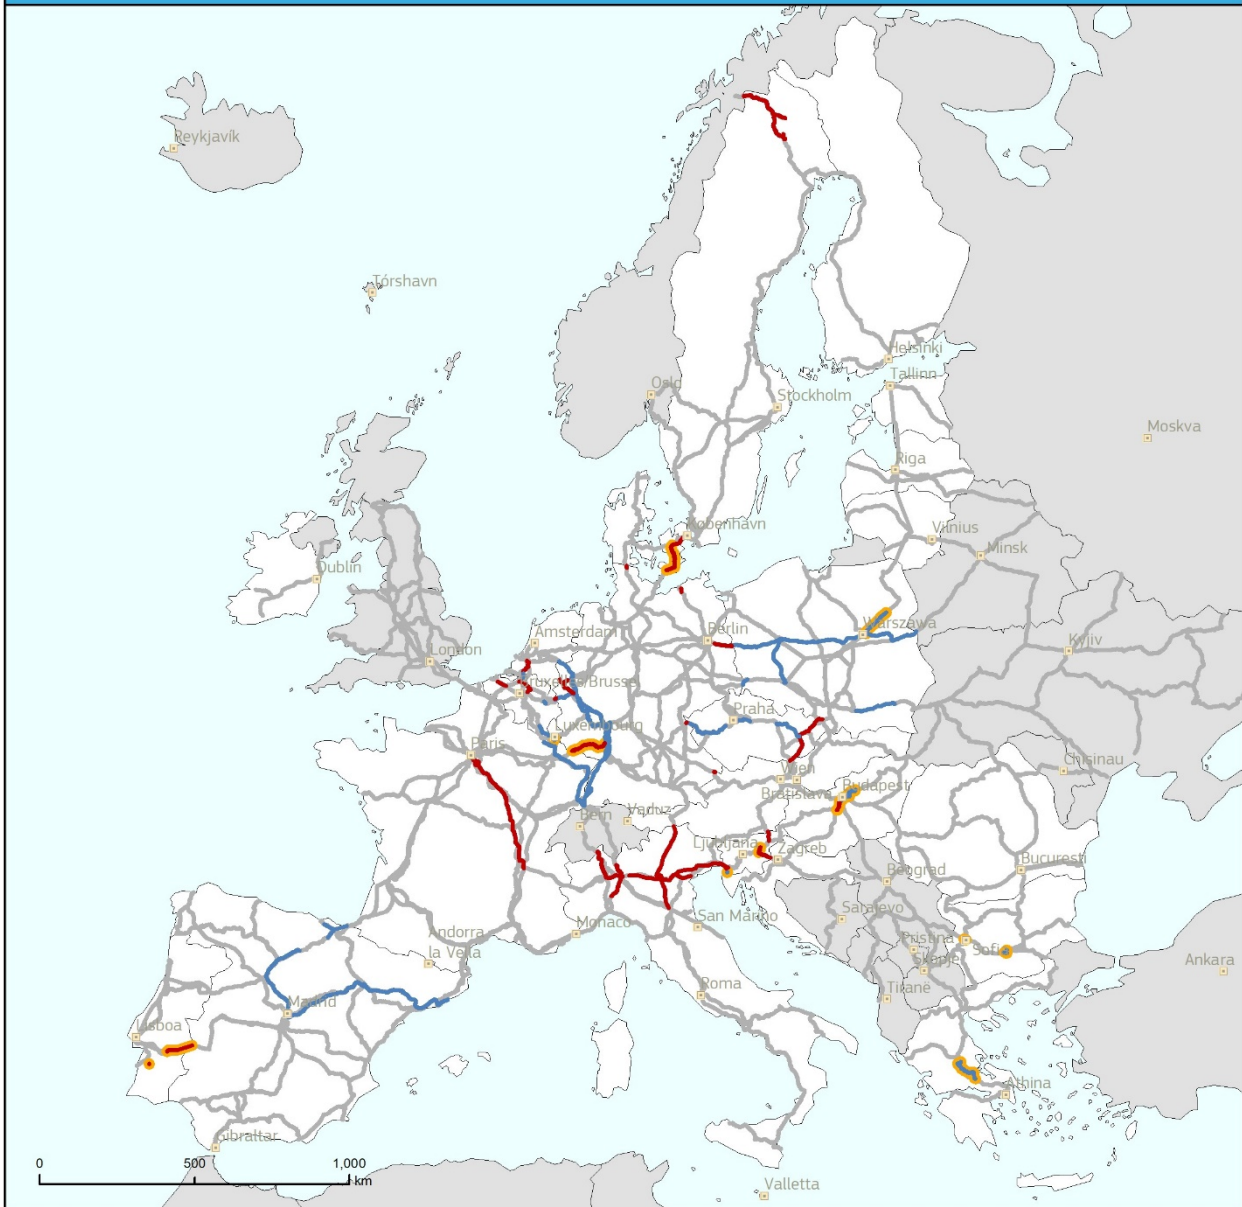 Reykjavík
Tórshavn
Helsinki
Tallinn
Oslo
Stockholm
Moskva
Riga
København
Vilnius
Minsk
Dublin
Amsterdam
Berlin
Warszawa
London
Kyjiv
Bruxelles/Brussel
Luxembourg
Praha
Paris
Wien
Chisinau
Bratislava
Budapest
Bern
Vaduz
Ljubljana
Zagreb
Bucuresti
Beograd
Monaco
San Marino
Sarajevo
Andorra
la Vella
Pristina
Sofia
Skopje
Ankara
Roma
Tirane
Madrid
Lisboa
Athina
Gibraltar
0
500
1,000
km
Valletta